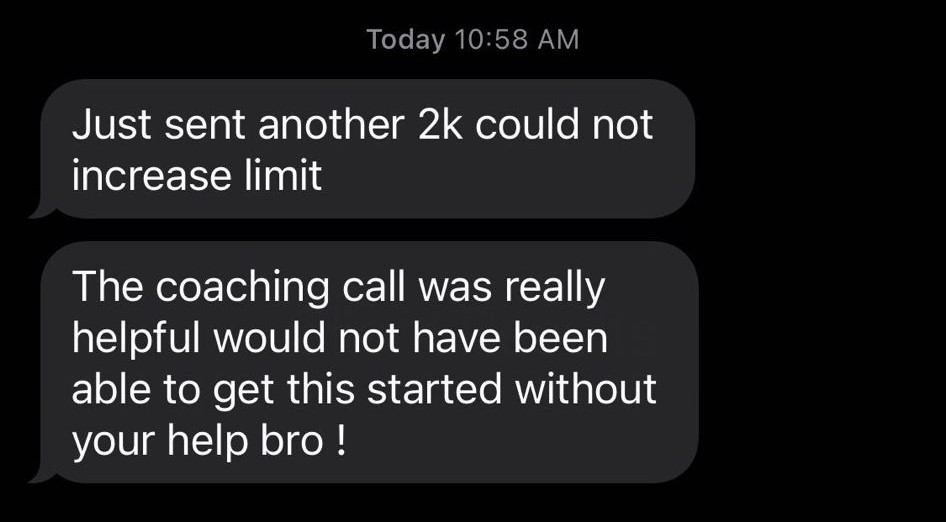 Today 10:58 AM
Just sent another 2k could not
increase limit
The coaching call was really
helpful would not have been
able to get this started without
your help bro !